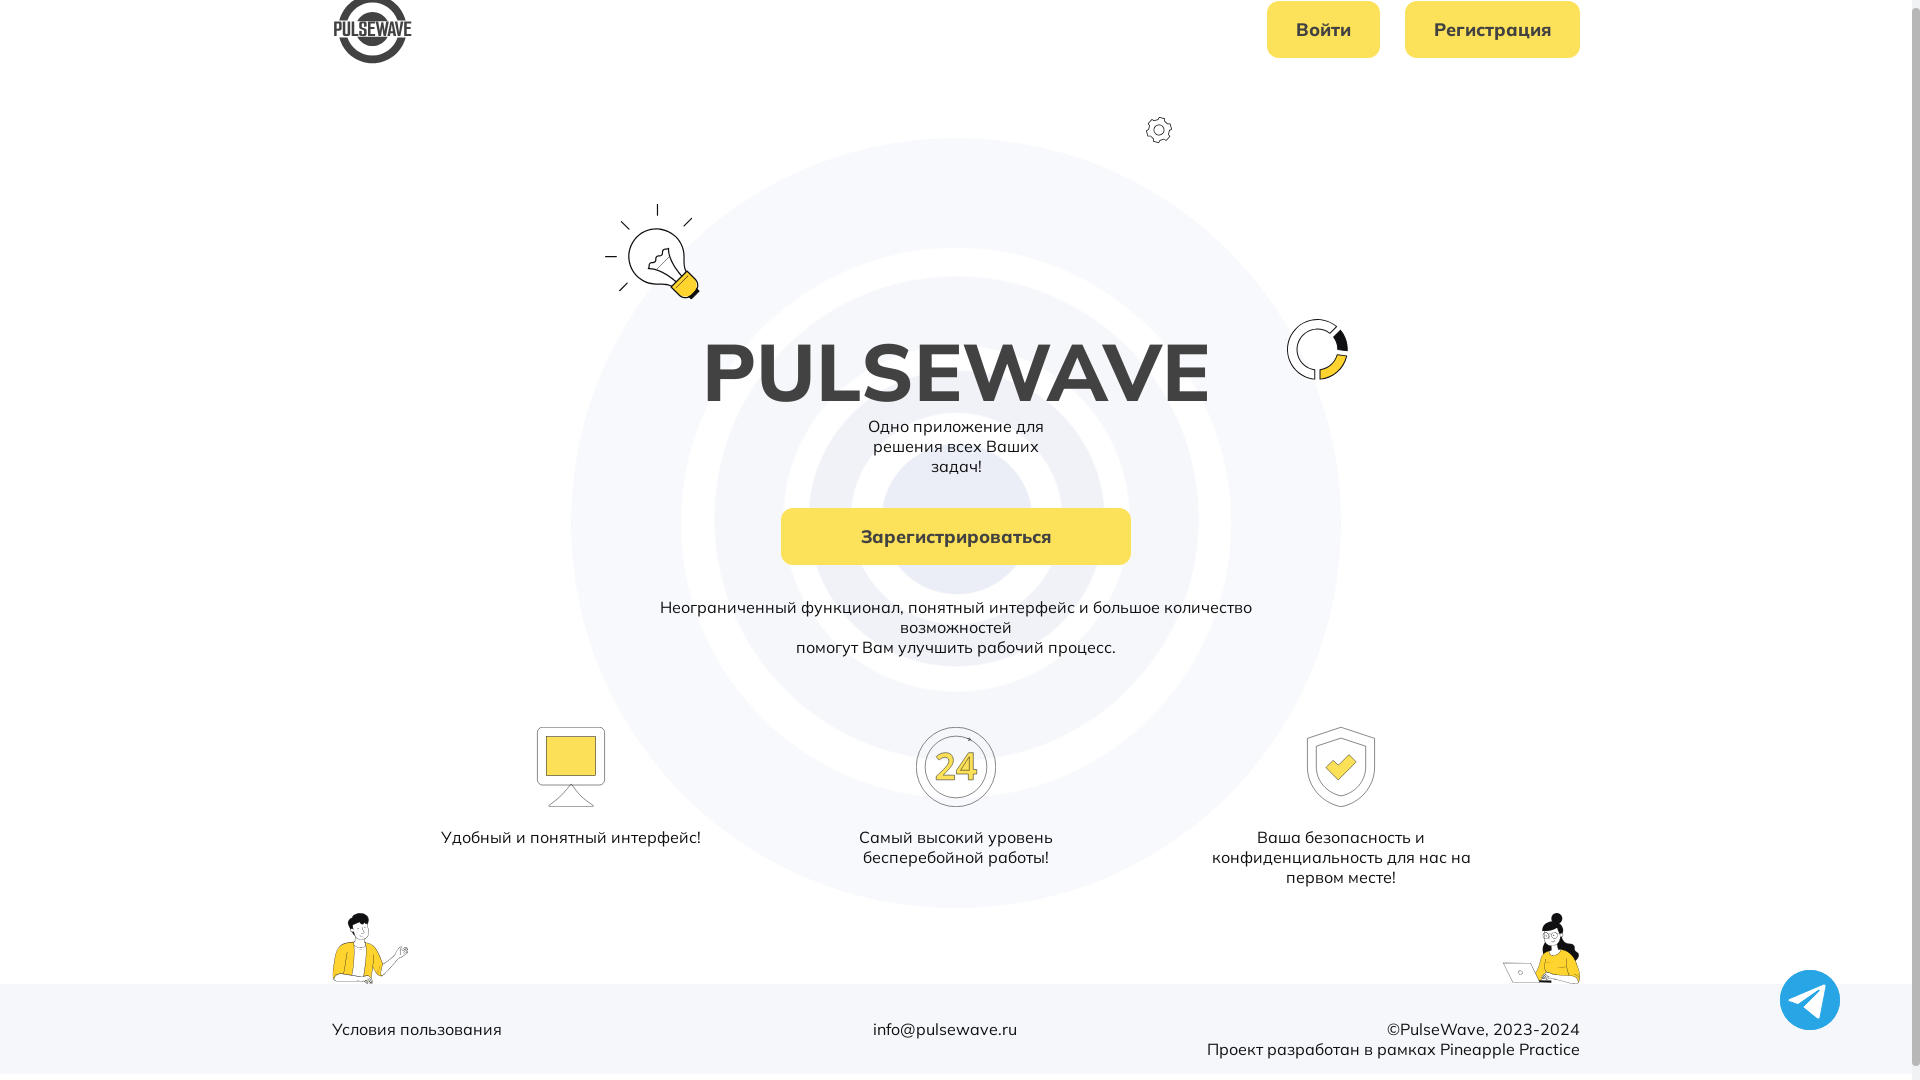 PULSEWAVE
Войти
Регистрация
PULSEWAVE
Одно приложение для
решения всех Ваших
задач!
Зарегистрироваться
Неограниченный функционал, понятный интерфейс и большое количество
возможностей
помогут Вам улучшить рабочий процесс.
24
Удобный и понятный интерфейс!
Самый высокий уровень
бесперебойной работы!
Ваша безопасность и
конфиденциальность для нас на
первом месте!
Условия пользования
info@pulsewave.ru
©PulseWave, 2023-2024
Проект разработан в рамках Pineapple Practice